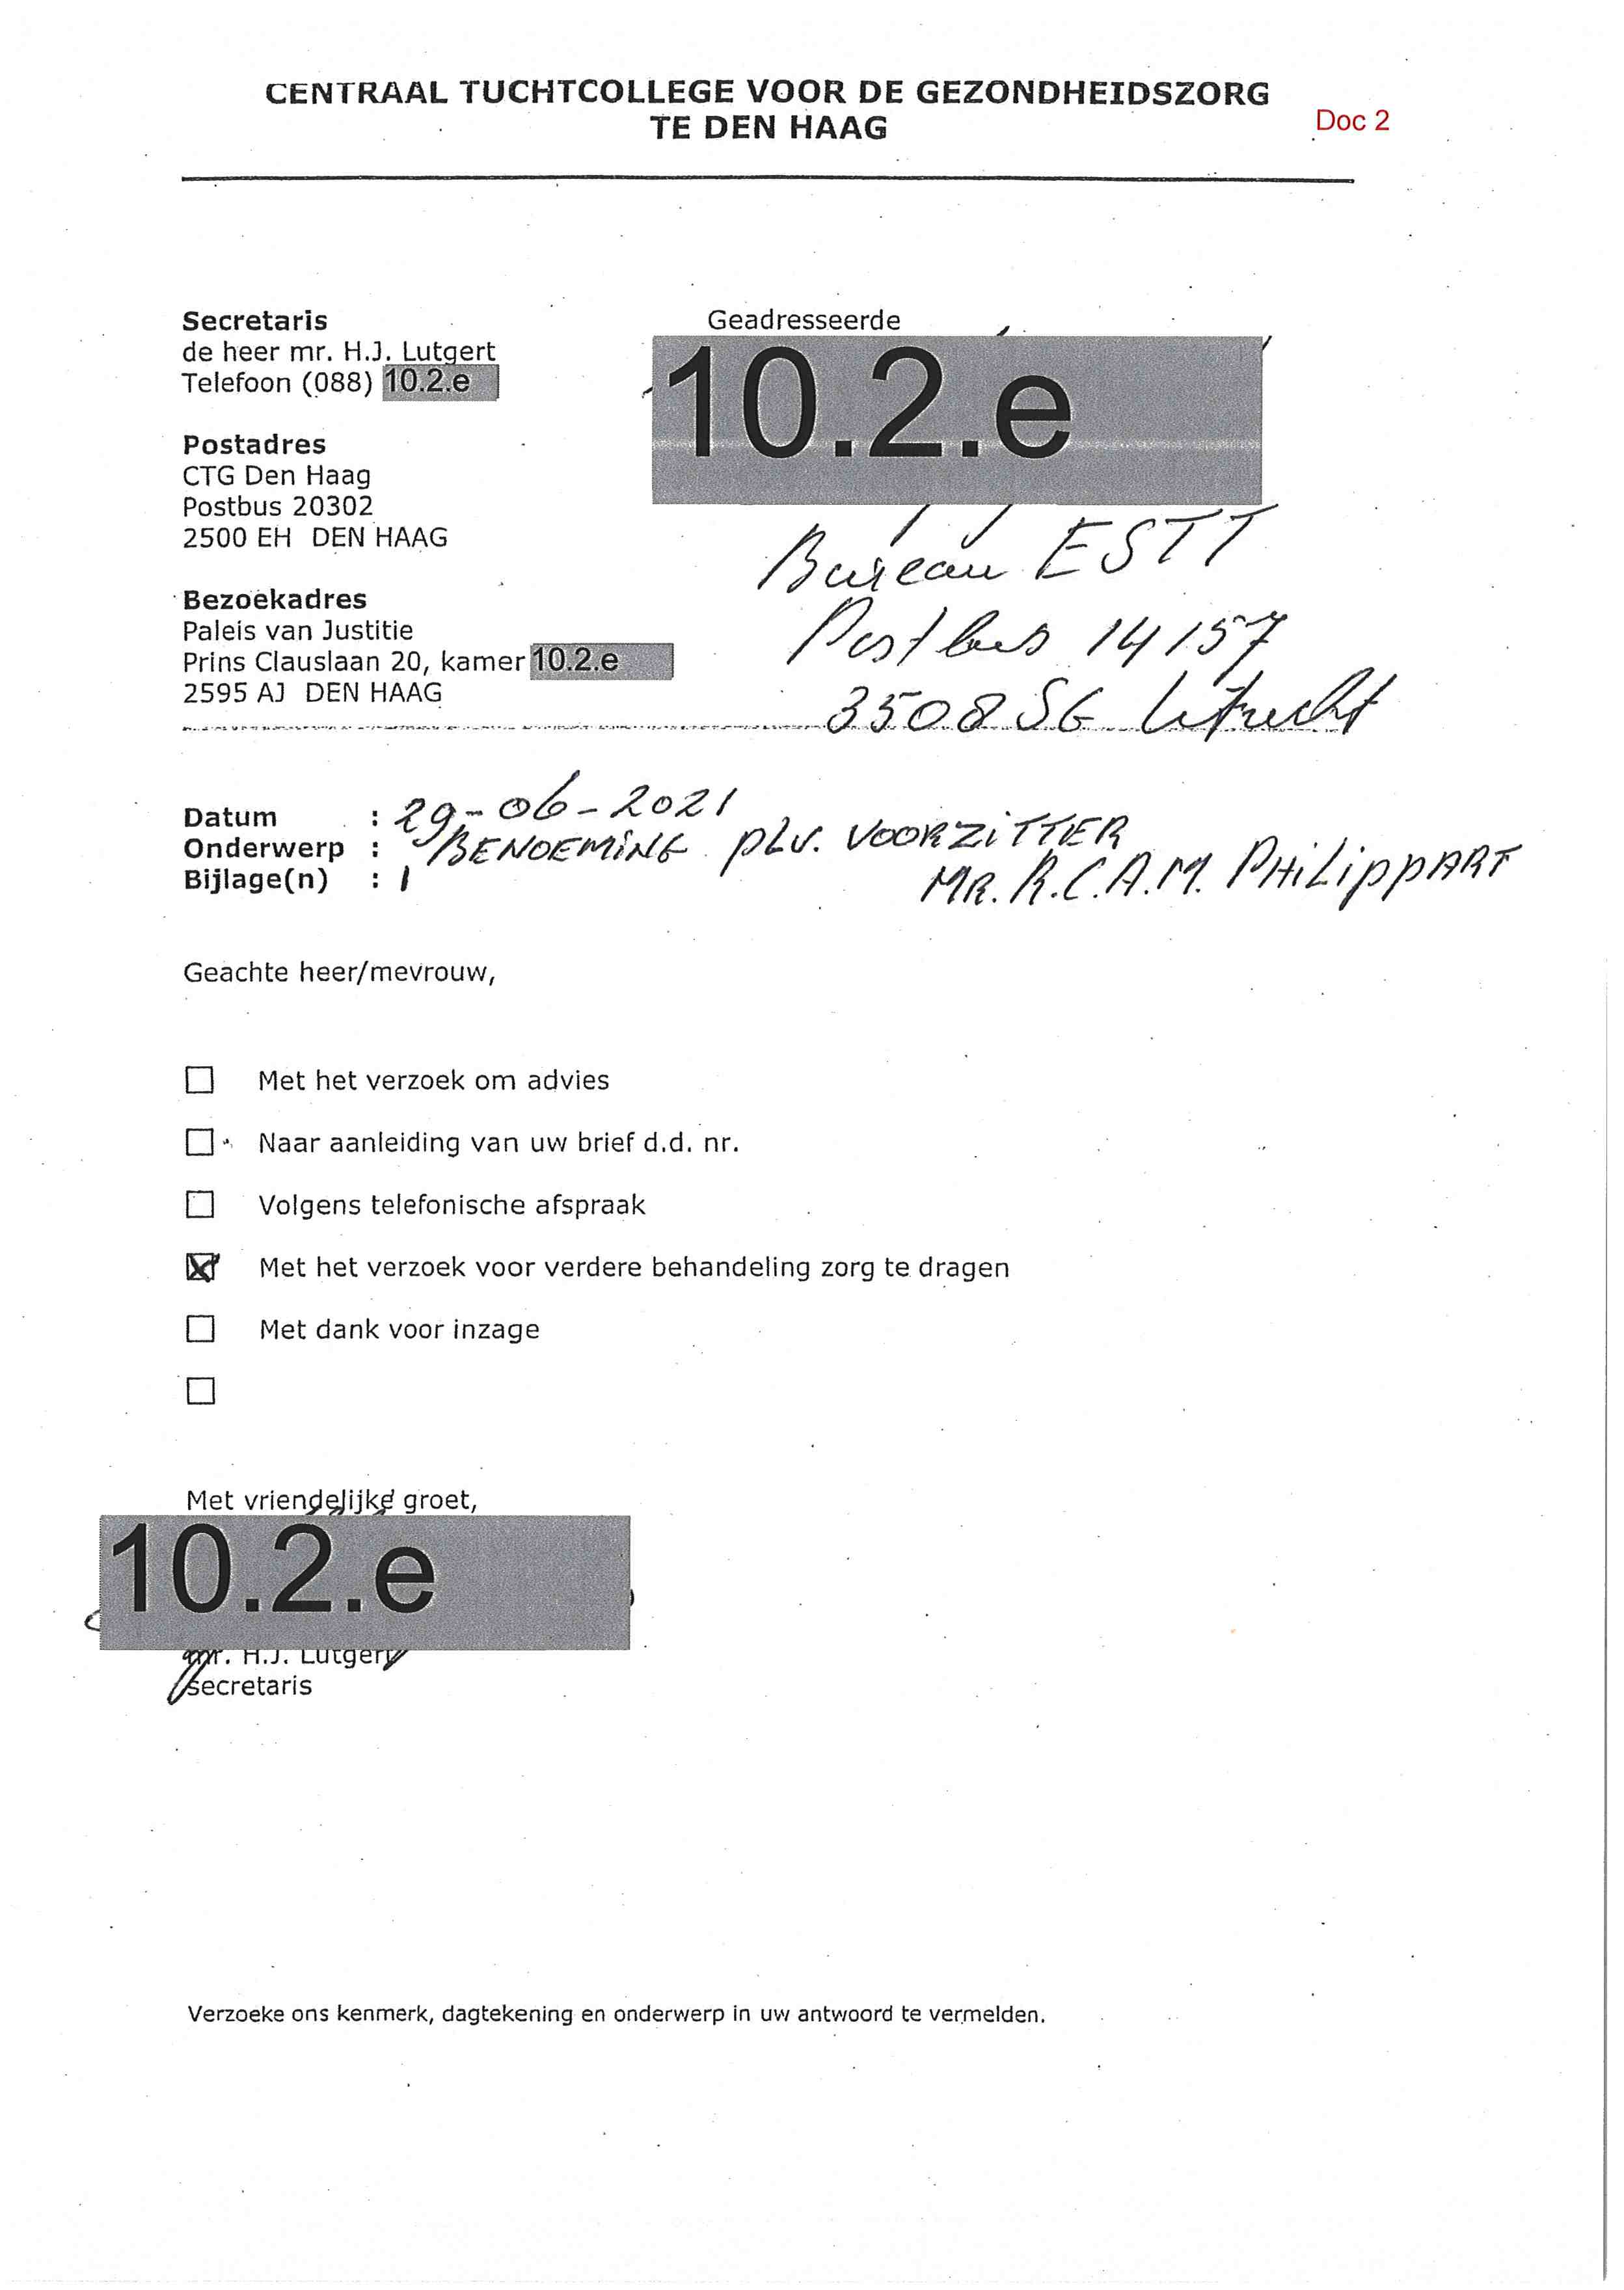 CENTRAAL TUCHTCOLLEGE VOOR DE GEZONDHEIDSZORG
TE DEN HAAG
Doc 2
Secretaris
de heer mr. H.J. Lutgert
Telefoon (088) 10.2.e
Postadres
CTG Den Haag
Postbus 20302
2500 EH DEN HAAG
Bezoekadres
Paleis van Justitie
Prins Clauslaan 20, kamer 10.2.e
2595 AJ DEN HAAG
Geadresseerde
10.2.e
Bureau ESTT
Postbus 14157
3508 SG Utrecht
Datum : 29-06-2021
Onderwerp : BENOEMING plv. VOORZITTER
MR. R.C.A.M. PHILIPPART
Bijlage(n) : 1
Geachte heer/mevrouw,
Met het verzoek om advies
Naar aanleiding van uw brief d.d. nr.
Volgens telefonische afspraak
Met het verzoek voor verdere behandeling zorg te dragen
Met dank voor inzage
Met vriendelijke groet,
10.2.e
mr. H.J. Lutgert
secretaris
Verzoeke ons kenmerk, dagtekening en onderwerp in uw antwoord te vermelden.